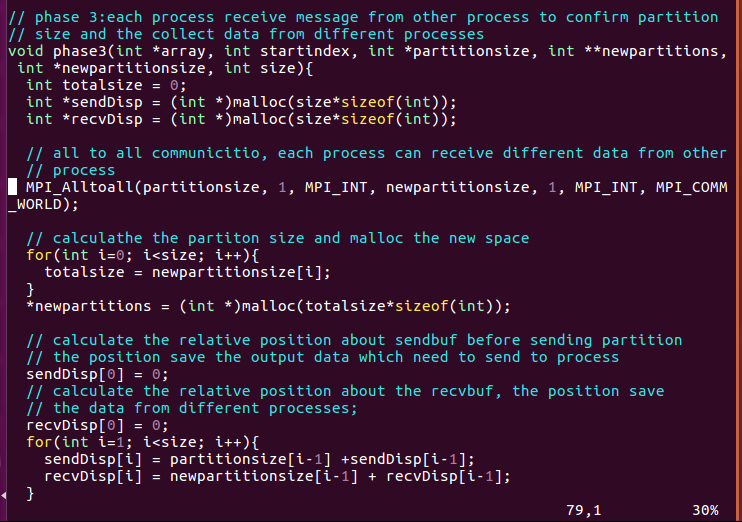 // phase 3:each process receive message from other process to confirm partition
// size and the collect data from different processes
void phase3(int *array, int startindex, int *partitionsize, int **newpartitions,
 int *newpartitionsize, int size){
  int totalsize = 0;
  int *sendDisp = (int *)malloc(size*sizeof(int));
  int *recvDisp = (int *)malloc(size*sizeof(int));

  // all to all communicitio, each process can receive different data from other
  // process
  MPI_Alltoall(partitionsize, 1, MPI_INT, newpartitionsize, 1, MPI_INT, MPI_COMM
_WORLD);

  // calculathe the partiton size and malloc the new space
  for(int i=0; i<size; i++){
    totalsize = newpartitionsize[i];
  }
  *newpartitions = (int *)malloc(totalsize*sizeof(int));

  // calculate the relative position about sendbuf before sending partition
  // the position save the output data which need to send to process
  sendDisp[0] = 0;
  // calculate the relative position about the recvbuf, the position save
  // the data from different processes;
  recvDisp[0] = 0;
  for(int i=1; i<size; i++){
    sendDisp[i] = partitionsize[i-1] +sendDisp[i-1];
    recvDisp[i] = newpartitionsize[i-1] + recvDisp[i-1];
  }
79,1 30%